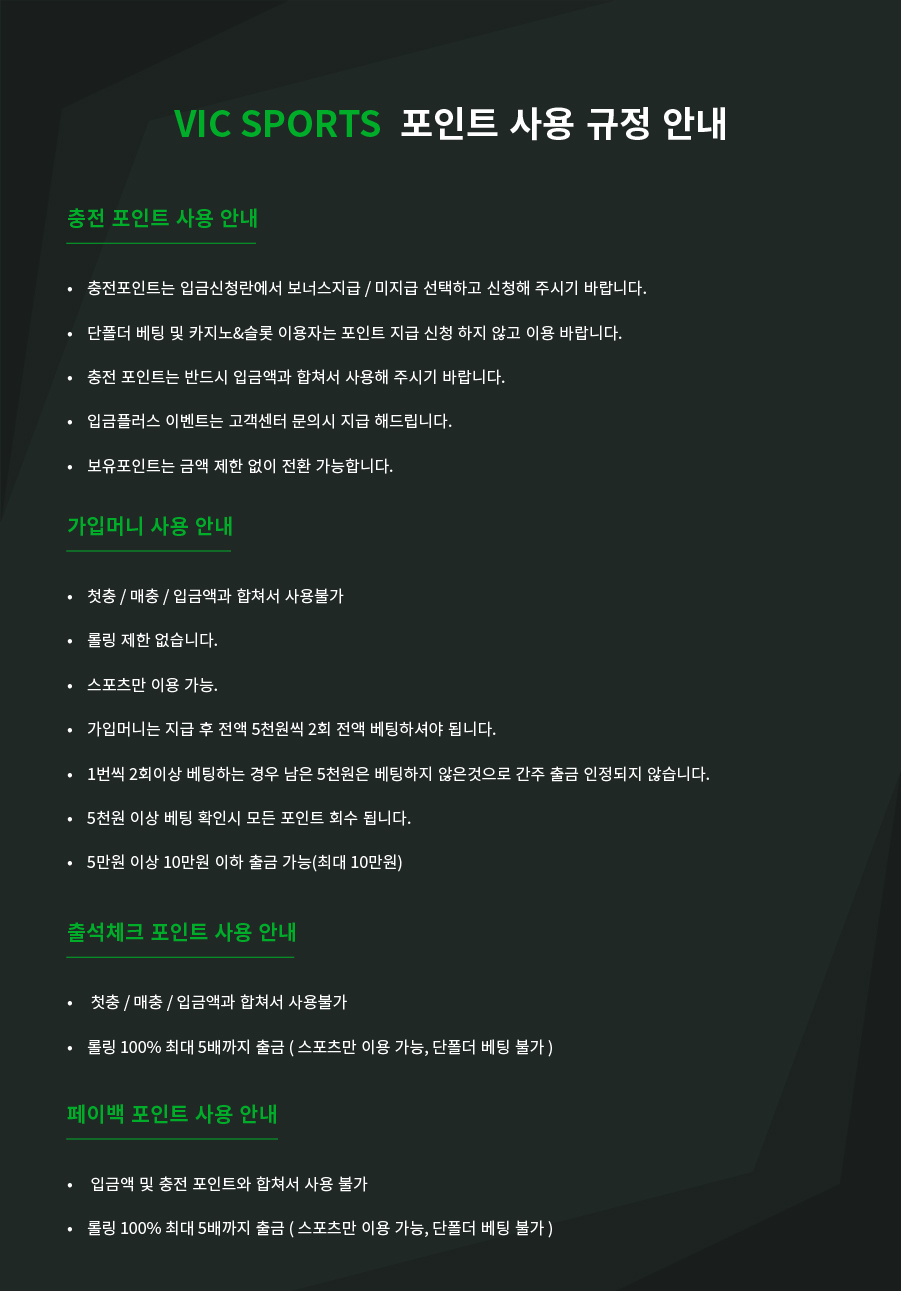 VIC SPORTS 포인트 사용 규정 안내
충전 포인트 사용 안내
• 충전포인트는 입금신청란에서 보너스지급 / 미지급 선택하고 신청해 주시기 바랍니다.
• 단폴더 베팅 및 카지노&슬롯 이용자는 포인트 지급 신청 하지 않고 이용 바랍니다.
• 충전 포인트는 반드시 입금액과 합쳐서 사용해 주시기 바랍니다.
• 입금플러스 이벤트는 고객센터 문의시 지급 해드립니다.
• 보유포인트는 금액 제한 없이 전환 가능합니다.
가입머니 사용 안내
• 첫충 / 매충 / 입금액과 합쳐서 사용불가
• 롤링 제한 없습니다.
• 스포츠만 이용 가능.
• 가입머니는 지급 후 전액 5천원씩 2회 전액 베팅하셔야 됩니다.
• 1번씩 2회이상 베팅하는 경우 남은 5천원은 베팅하지 않은것으로 간주 출금 인정되지 않습니다.
• 5천원 이상 베팅 확인시 모든 포인트 회수 됩니다.
• 5만원 이상 10만원 이하 출금 가능(최대 10만원)
출석체크 포인트 사용 안내
• 첫충 / 매충 / 입금액과 합쳐서 사용불가
• 롤링 100% 최대 5배까지 출금 ( 스포츠만 이용 가능, 단폴더 베팅 불가 )
페이백 포인트 사용 안내
• 입금액 및 충전 포인트와 합쳐서 사용 불가
• 롤링 100% 최대 5배까지 출금 ( 스포츠만 이용 가능, 단폴더 베팅 불가 )